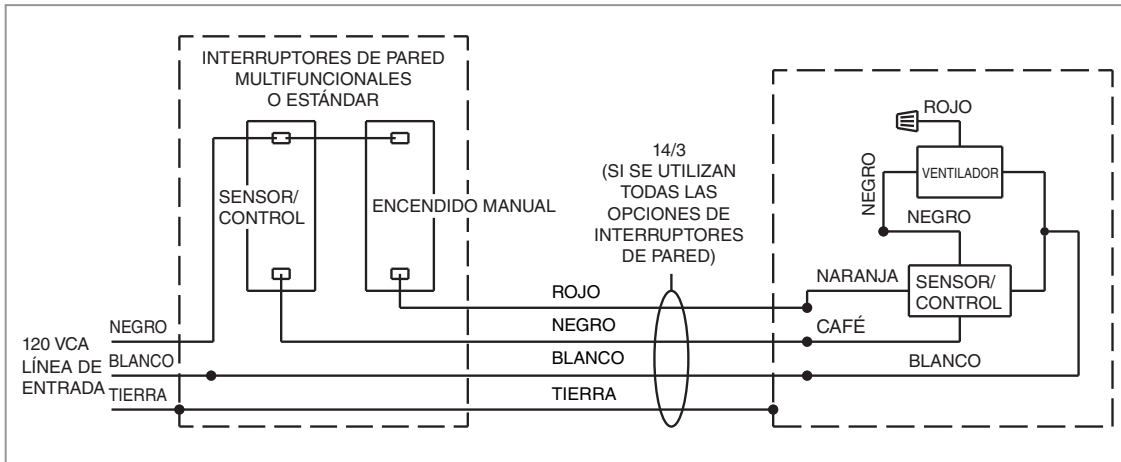 INTERRUPTORES DE PARED
MULTIFUNCIONALES
O ESTÁNDAR
SENSOR/
CONTROL
ENCENDIDO MANUAL
14/3
(SI SE UTILIZAN
TODAS LAS
OPCIONES DE
INTERRUPTORES
DE PARED)
ROJO
VENTILADOR
NEGRO
NEGRO
NARANJA
SENSOR/
CONTROL
ROJO
NEGRO
CAFÉ
BLANCO
BLANCO
TIERRA
120 VCA
LÍNEA DE
ENTRADA
NEGRO
BLANCO
TIERRA